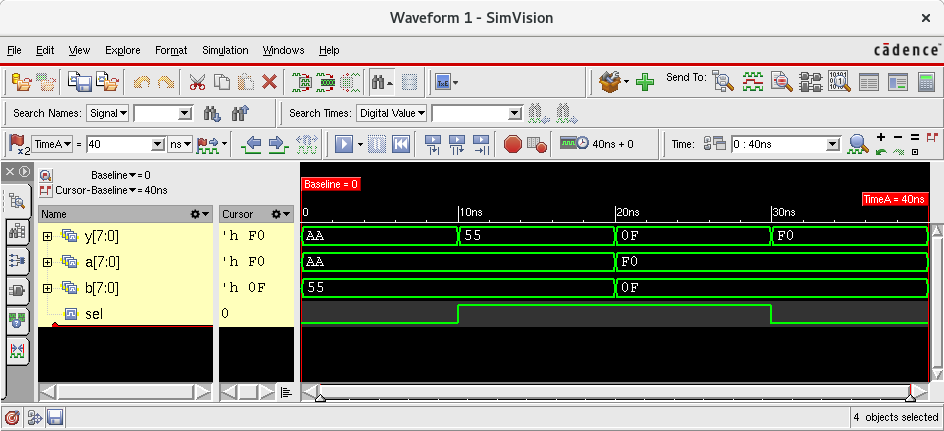 Waveform 1 - SimVision
File Edit View Explore Format Simulation Windows Help cādence
Send To:
Search Names: Signal Search Times: Digital Value
x2 TimeA = 40 ns 40ns + 0 Time: 0 : 40ns
Baseline = 0
Cursor-Baseline = 40ns
Baseline = 0
TimeA = 40ns
Name Cursor 0 10ns 20ns 30ns
y[7:0] 'h F0 AA 55 0F F0
a[7:0] 'h F0 AA F0
b[7:0] 'h 0F 55 0F
sel 0
4 objects selected